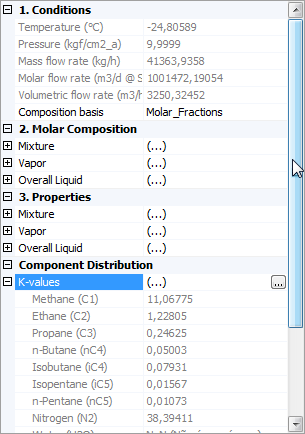 1. Conditions
Temperature (°C) -24,80589
Pressure (kgf/cm2_a) 9,9999
Mass flow rate (kg/h) 41363,9358
Molar flow rate (m3/d @ S 1001472,19054
Volumetric flow rate (m3/h 3250,32452
Composition basis Molar_Fractions
2. Molar Composition
Mixture (...)
Vapor (...)
Overall Liquid (...)
3. Properties
Mixture (...)
Vapor (...)
Overall Liquid (...)
Component Distribution
K-values (...) ...
Methane (C1) 11,06775
Ethane (C2) 1,22805
Propane (C3) 0,24625
n-Butane (nC4) 0,05003
Isobutane (iC4) 0,07931
Isopentane (iC5) 0,01567
n-Pentane (nC5) 0,01073
Nitrogen (N2) 38,39411